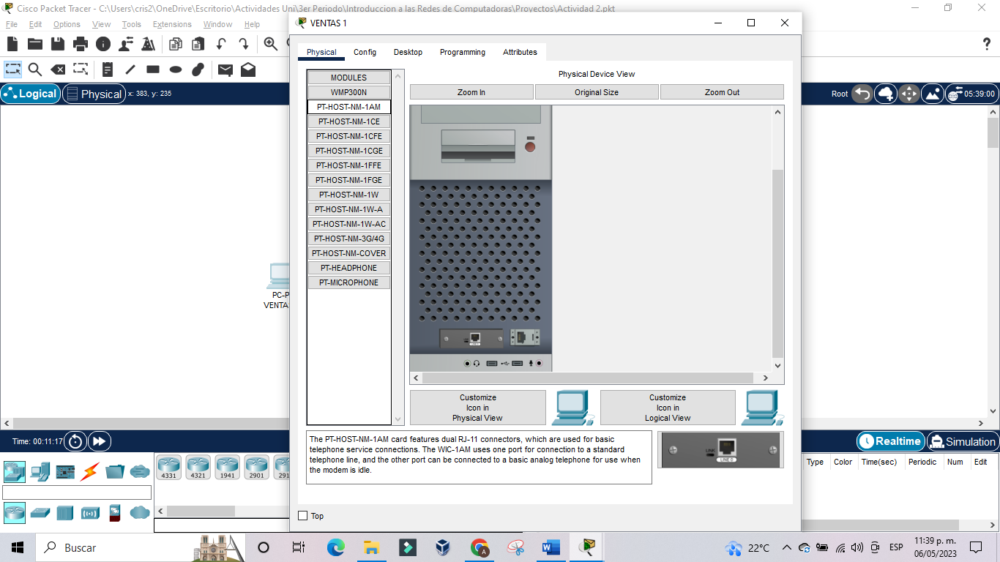 Cisco Packet Tracer - C:\Users\cris2\OneDrive\Escritorio\Actividades Uni\3er Periodo\Introduccion a las Redes de Computadoras\Proyectos\Actividad 2.pkt
File Edit Options View Tools Extensions Window Help
VENTAS 1
Physical Config Desktop Programming Attributes
Logical Physical x: 383, y: 235
Root 05:39:00
MODULES
WMP300N
PT-HOST-NM-1AM
PT-HOST-NM-1CE
PT-HOST-NM-1CFE
PT-HOST-NM-1CGE
PT-HOST-NM-1FFE
PT-HOST-NM-1FGE
PT-HOST-NM-1W
PT-HOST-NM-1W-A
PT-HOST-NM-1W-AC
PT-HOST-NM-3G/4G
PT-HOST-NM-COVER
PT-HEADPHONE
PT-MICROPHONE
Physical Device View
Zoom In Original Size Zoom Out
PC-P
VENTAS
Customize
Icon in
Physical View
Customize
Icon in
Logical View
The PT-HOST-NM-1AM card features dual RJ-11 connectors, which are used for basic
telephone service connections. The WIC-1AM uses one port for connection to a standard
telephone line, and the other port can be connected to a basic analog telephone for use when
the modem is idle.
LINK
LINE 0
Top
Time: 00:11:17
Realtime Simulation
4331 4321 1941 2901 29
Type Color Time(sec) Periodic Num Edit
Buscar
22°C
ESP
11:39 p. m.
06/05/2023